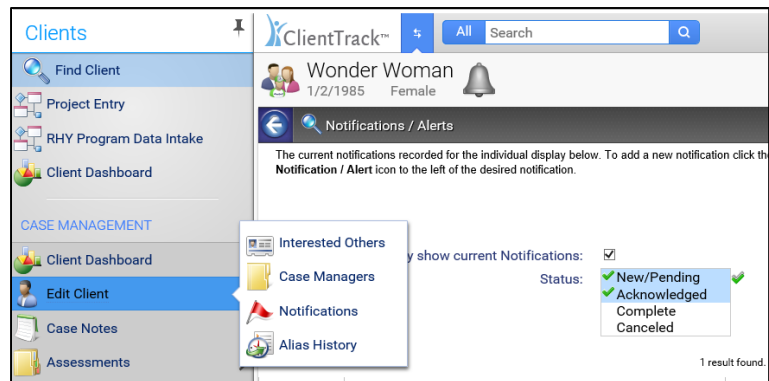 Clients
Find Client
Project Entry
RHY Program Data Intake
Client Dashboard
CASE MANAGEMENT
Client Dashboard
Edit Client
Case Notes
Assessments
Interested Others
Case Managers
Notifications
Alias History
ClientTrack™
All Search
Wonder Woman
1/2/1985 Female
Notifications / Alerts
The current notifications recorded for the individual display below. To add a new notification click the
Notification / Alert icon to the left of the desired notification.
y show current Notifications:
Status:
New/Pending
Acknowledged
Complete
Canceled
1 result found.